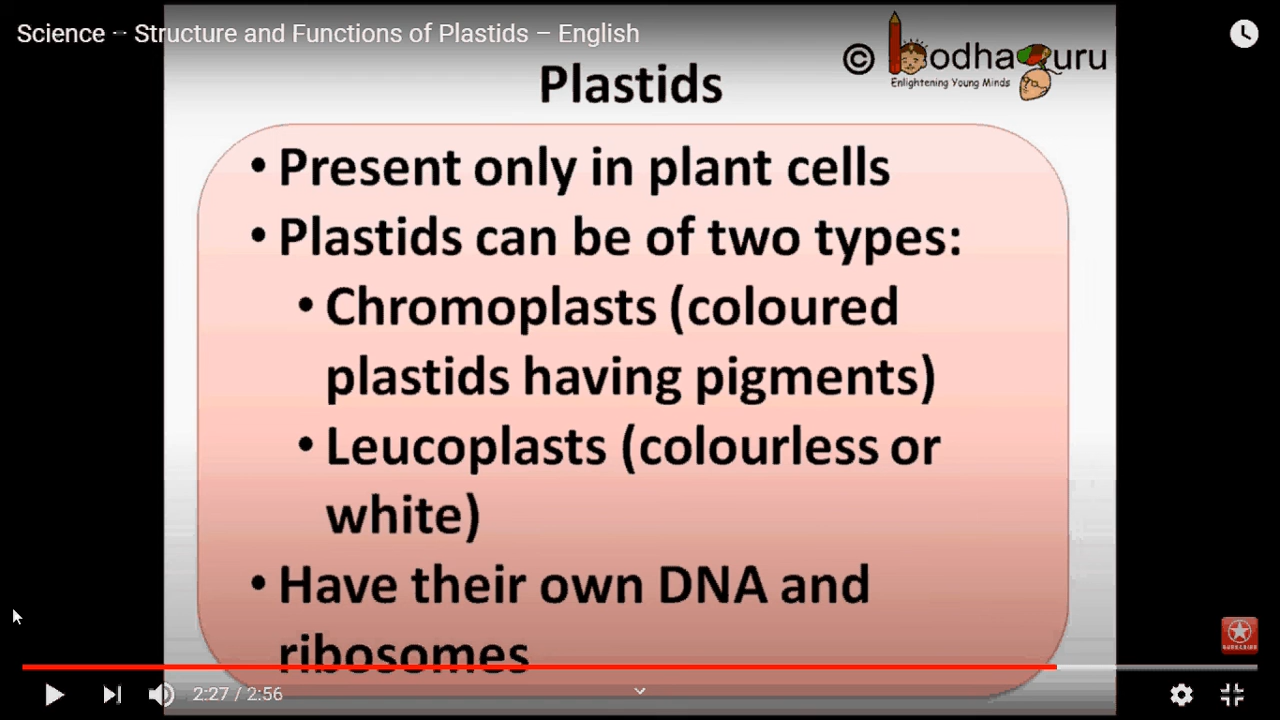 Science -- Structure and Functions of Plastids – English
© BodhaGuru
Enlightening Young Minds
Plastids
• Present only in plant cells
• Plastids can be of two types:
• Chromoplasts (coloured
plastids having pigments)
• Leucoplasts (colourless or
white)
• Have their own DNA and
ribosomes
SUBSCRIBE
2:27 / 2:56